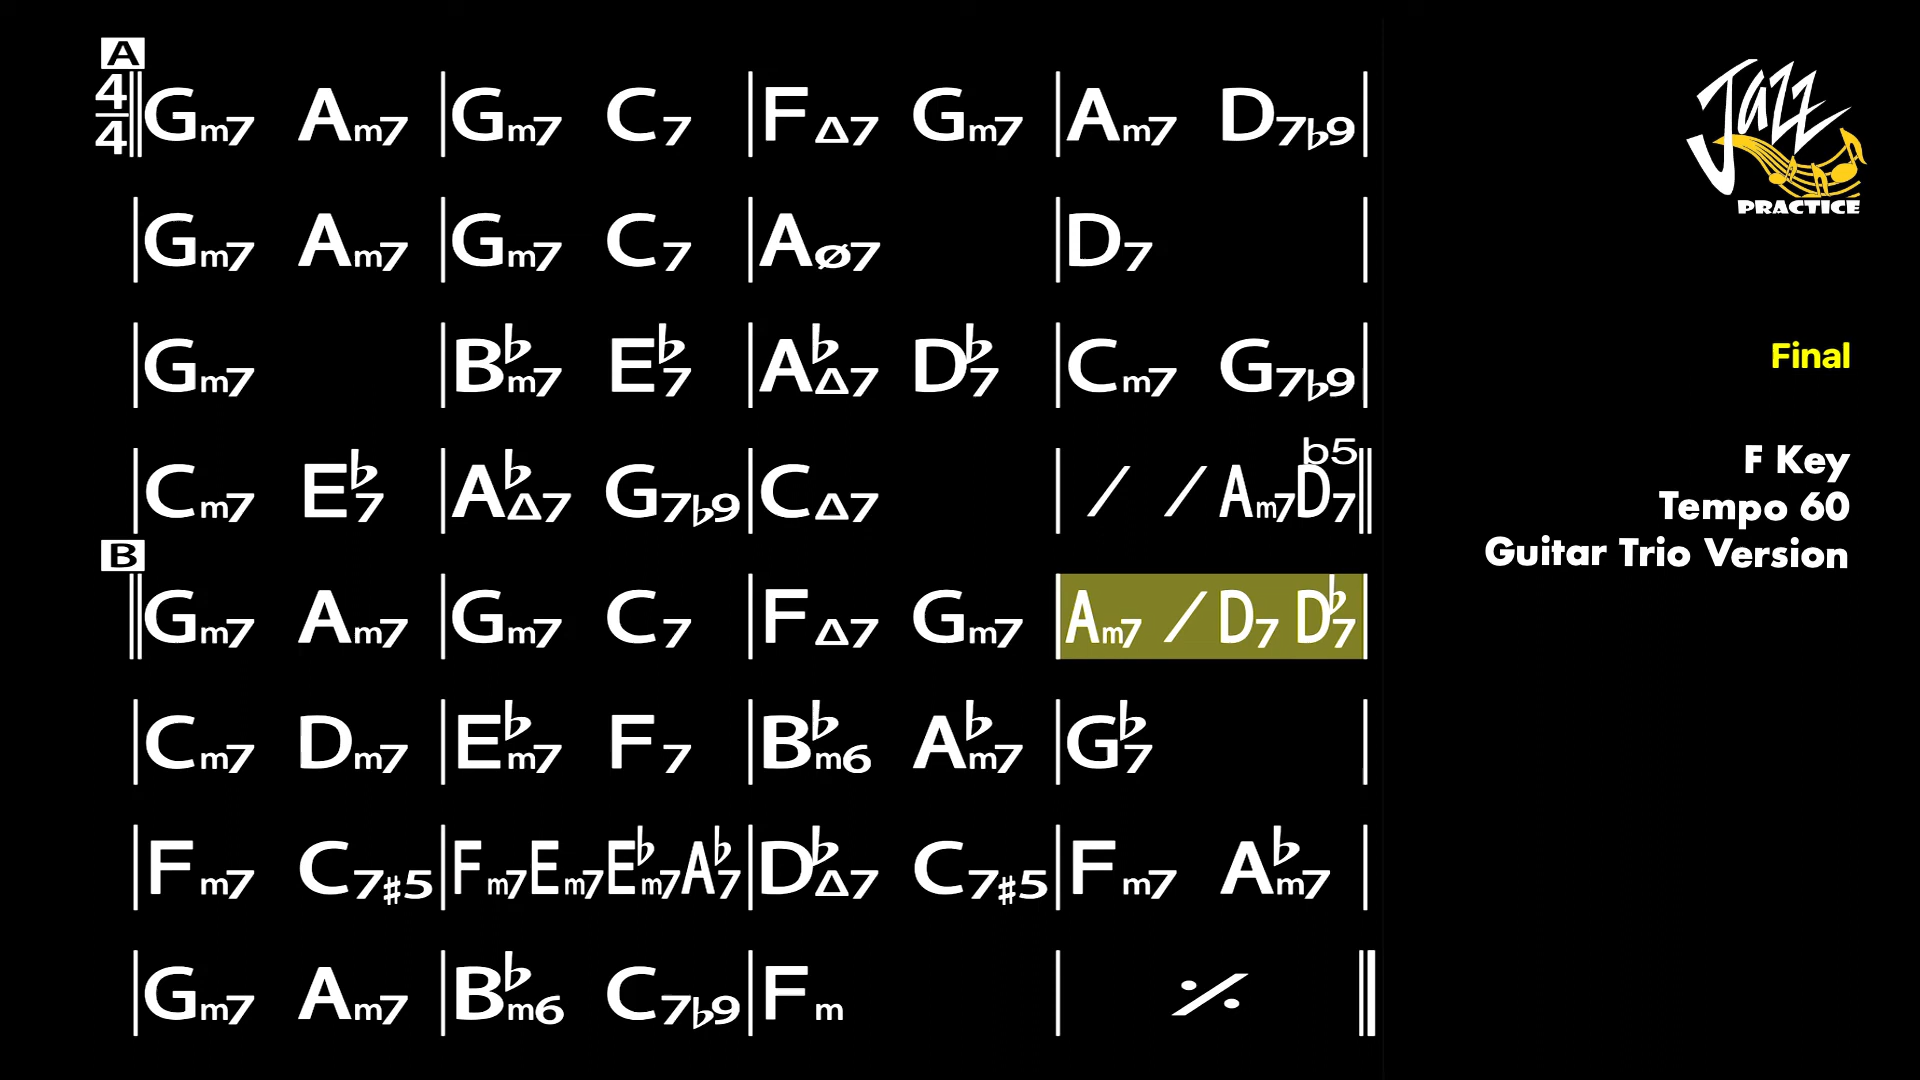 A
4/4 Gm7 Am7 | Gm7 C7 | FΔ7 Gm7 | Am7 D7♭9 |
| Gm7 Am7 | Gm7 C7 | Aø7 | D7 |
| Gm7 | B♭m7 E♭7 | A♭Δ7 D♭7 | Cm7 G7♭9 |
| Cm7 E♭7 | A♭Δ7 G7♭9 | CΔ7 | / / Am7b5 D7 ||
B
|| Gm7 Am7 | Gm7 C7 | FΔ7 Gm7 | Am7 / D7 D♭7 |
| Cm7 Dm7 | E♭m7 F7 | B♭m6 A♭m7 | G♭7 |
| Fm7 C7♯5 | Fm7 Em7 E♭m7 A♭7 | D♭Δ7 C7♯5 | Fm7 A♭m7 |
| Gm7 Am7 | B♭m6 C7♭9 | Fm | 𝄎 ||
Jazz
PRACTICE
Final
F Key
Tempo 60
Guitar Trio Version